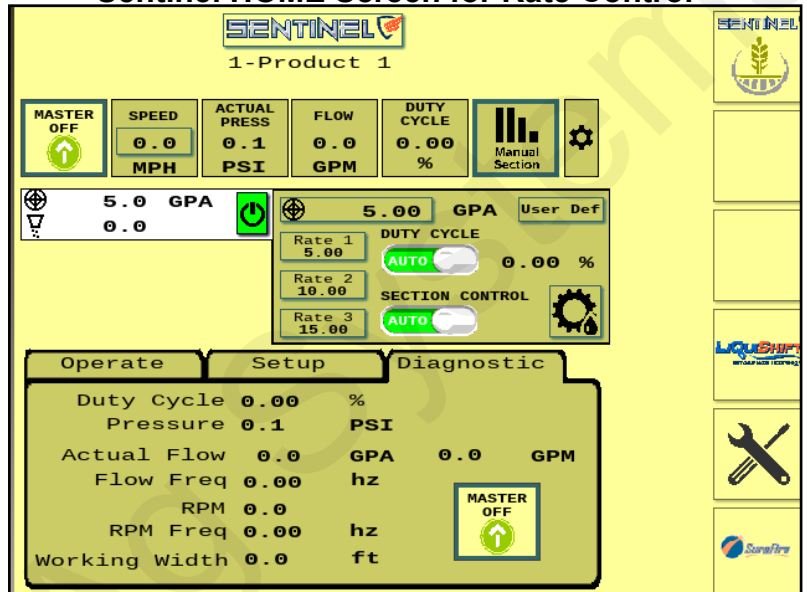 Sentinel HOME Screen for Rate Control
SENTINEL
1-Product 1
MASTER
OFF
SPEED
0.0
MPH
ACTUAL
PRESS
0.1
PSI
FLOW
0.0
GPM
DUTY
CYCLE
0.00
%
Manual
Section
5.0 GPA
0.0
5.00 GPA User Def
Rate 1
5.00
Rate 2
10.00
Rate 3
15.00
DUTY CYCLE
AUTO 0.00 %
SECTION CONTROL
AUTO
Operate Setup Diagnostic
Duty Cycle 0.00 %
Pressure 0.1 PSI
Actual Flow 0.0 GPA 0.0 GPM
Flow Freq 0.00 hz
RPM 0.0
RPM Freq 0.00 hz
Working Width 0.0 ft
MASTER
OFF
SENTINEL
LiquiShift
SureFire
Ag Systems